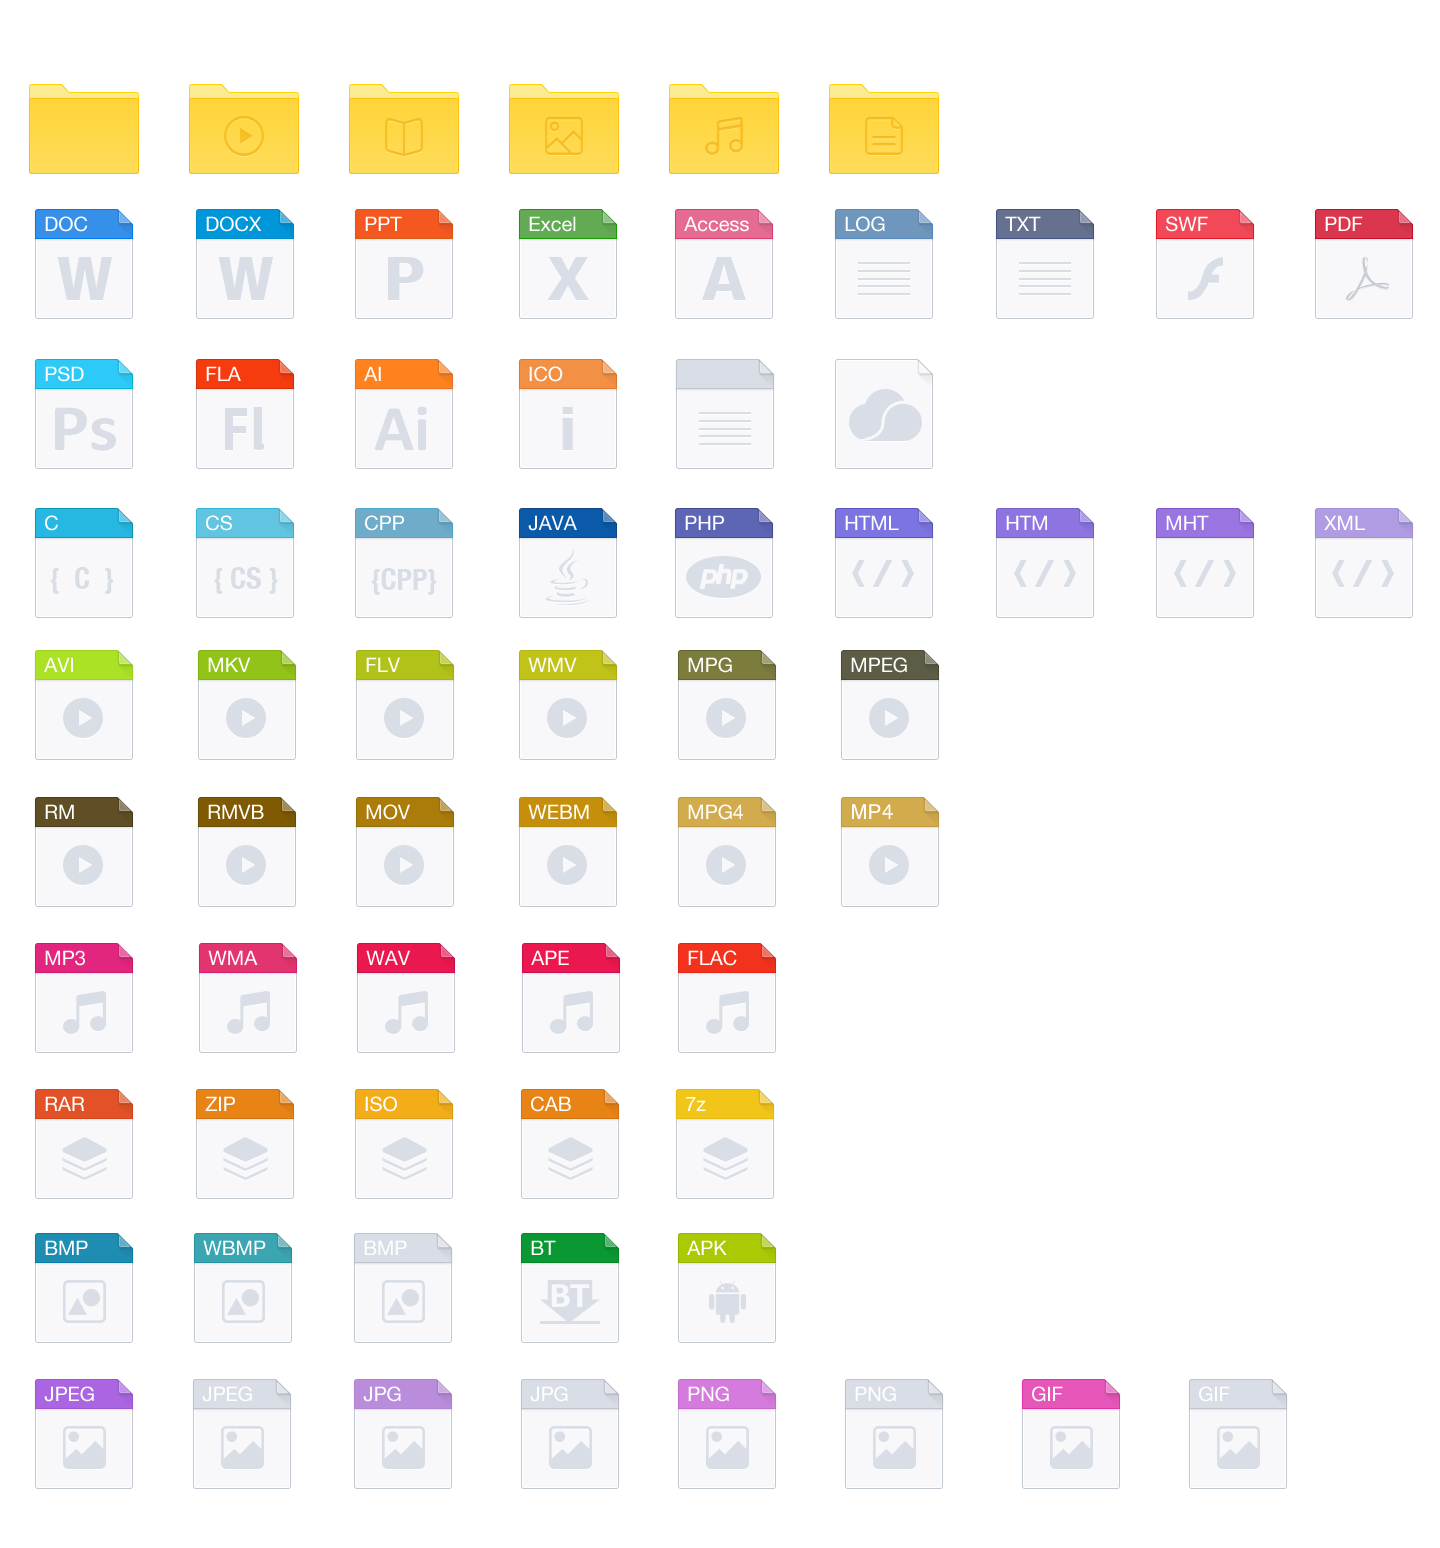 DOC DOCX PPT Excel Access LOG TXT SWF PDF
W W P X A
PSD FLA AI ICO
Ps Fl Ai i
C CS CPP JAVA PHP HTML HTM MHT XML
{ C } { CS } {CPP} php </> </> </> </>
AVI MKV FLV WMV MPG MPEG
RM RMVB MOV WEBM MPG4 MP4
MP3 WMA WAV APE FLAC
RAR ZIP ISO CAB 7z
BMP WBMP BMP BT APK
BT
JPEG JPEG JPG JPG PNG PNG GIF GIF